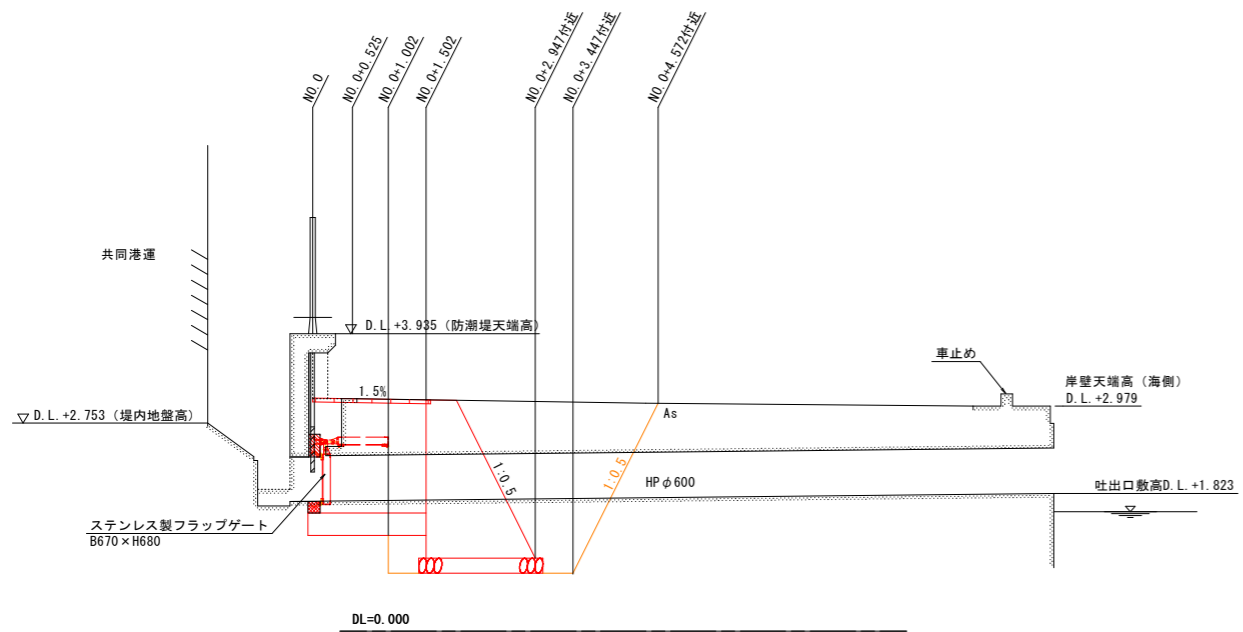 NO.0
NO.0+0.525
NO.0+1.002
NO.0+1.502
NO.0+2.947付近
NO.0+3.447付近
NO.0+4.572付近
共同港運
D.L.+3.935（防潮堤天端高）
車止め
岸壁天端高（海側）
D.L.+2.979
1.5%
As
D.L.+2.753（堤内地盤高）
1:0.5
1:0.5
HPφ600
吐出口敷高D.L.+1.823
ステンレス製フラップゲート
B670×H680
DL=0.000